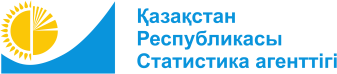 Қазақстан
Республикасы
Статистика агенттігі